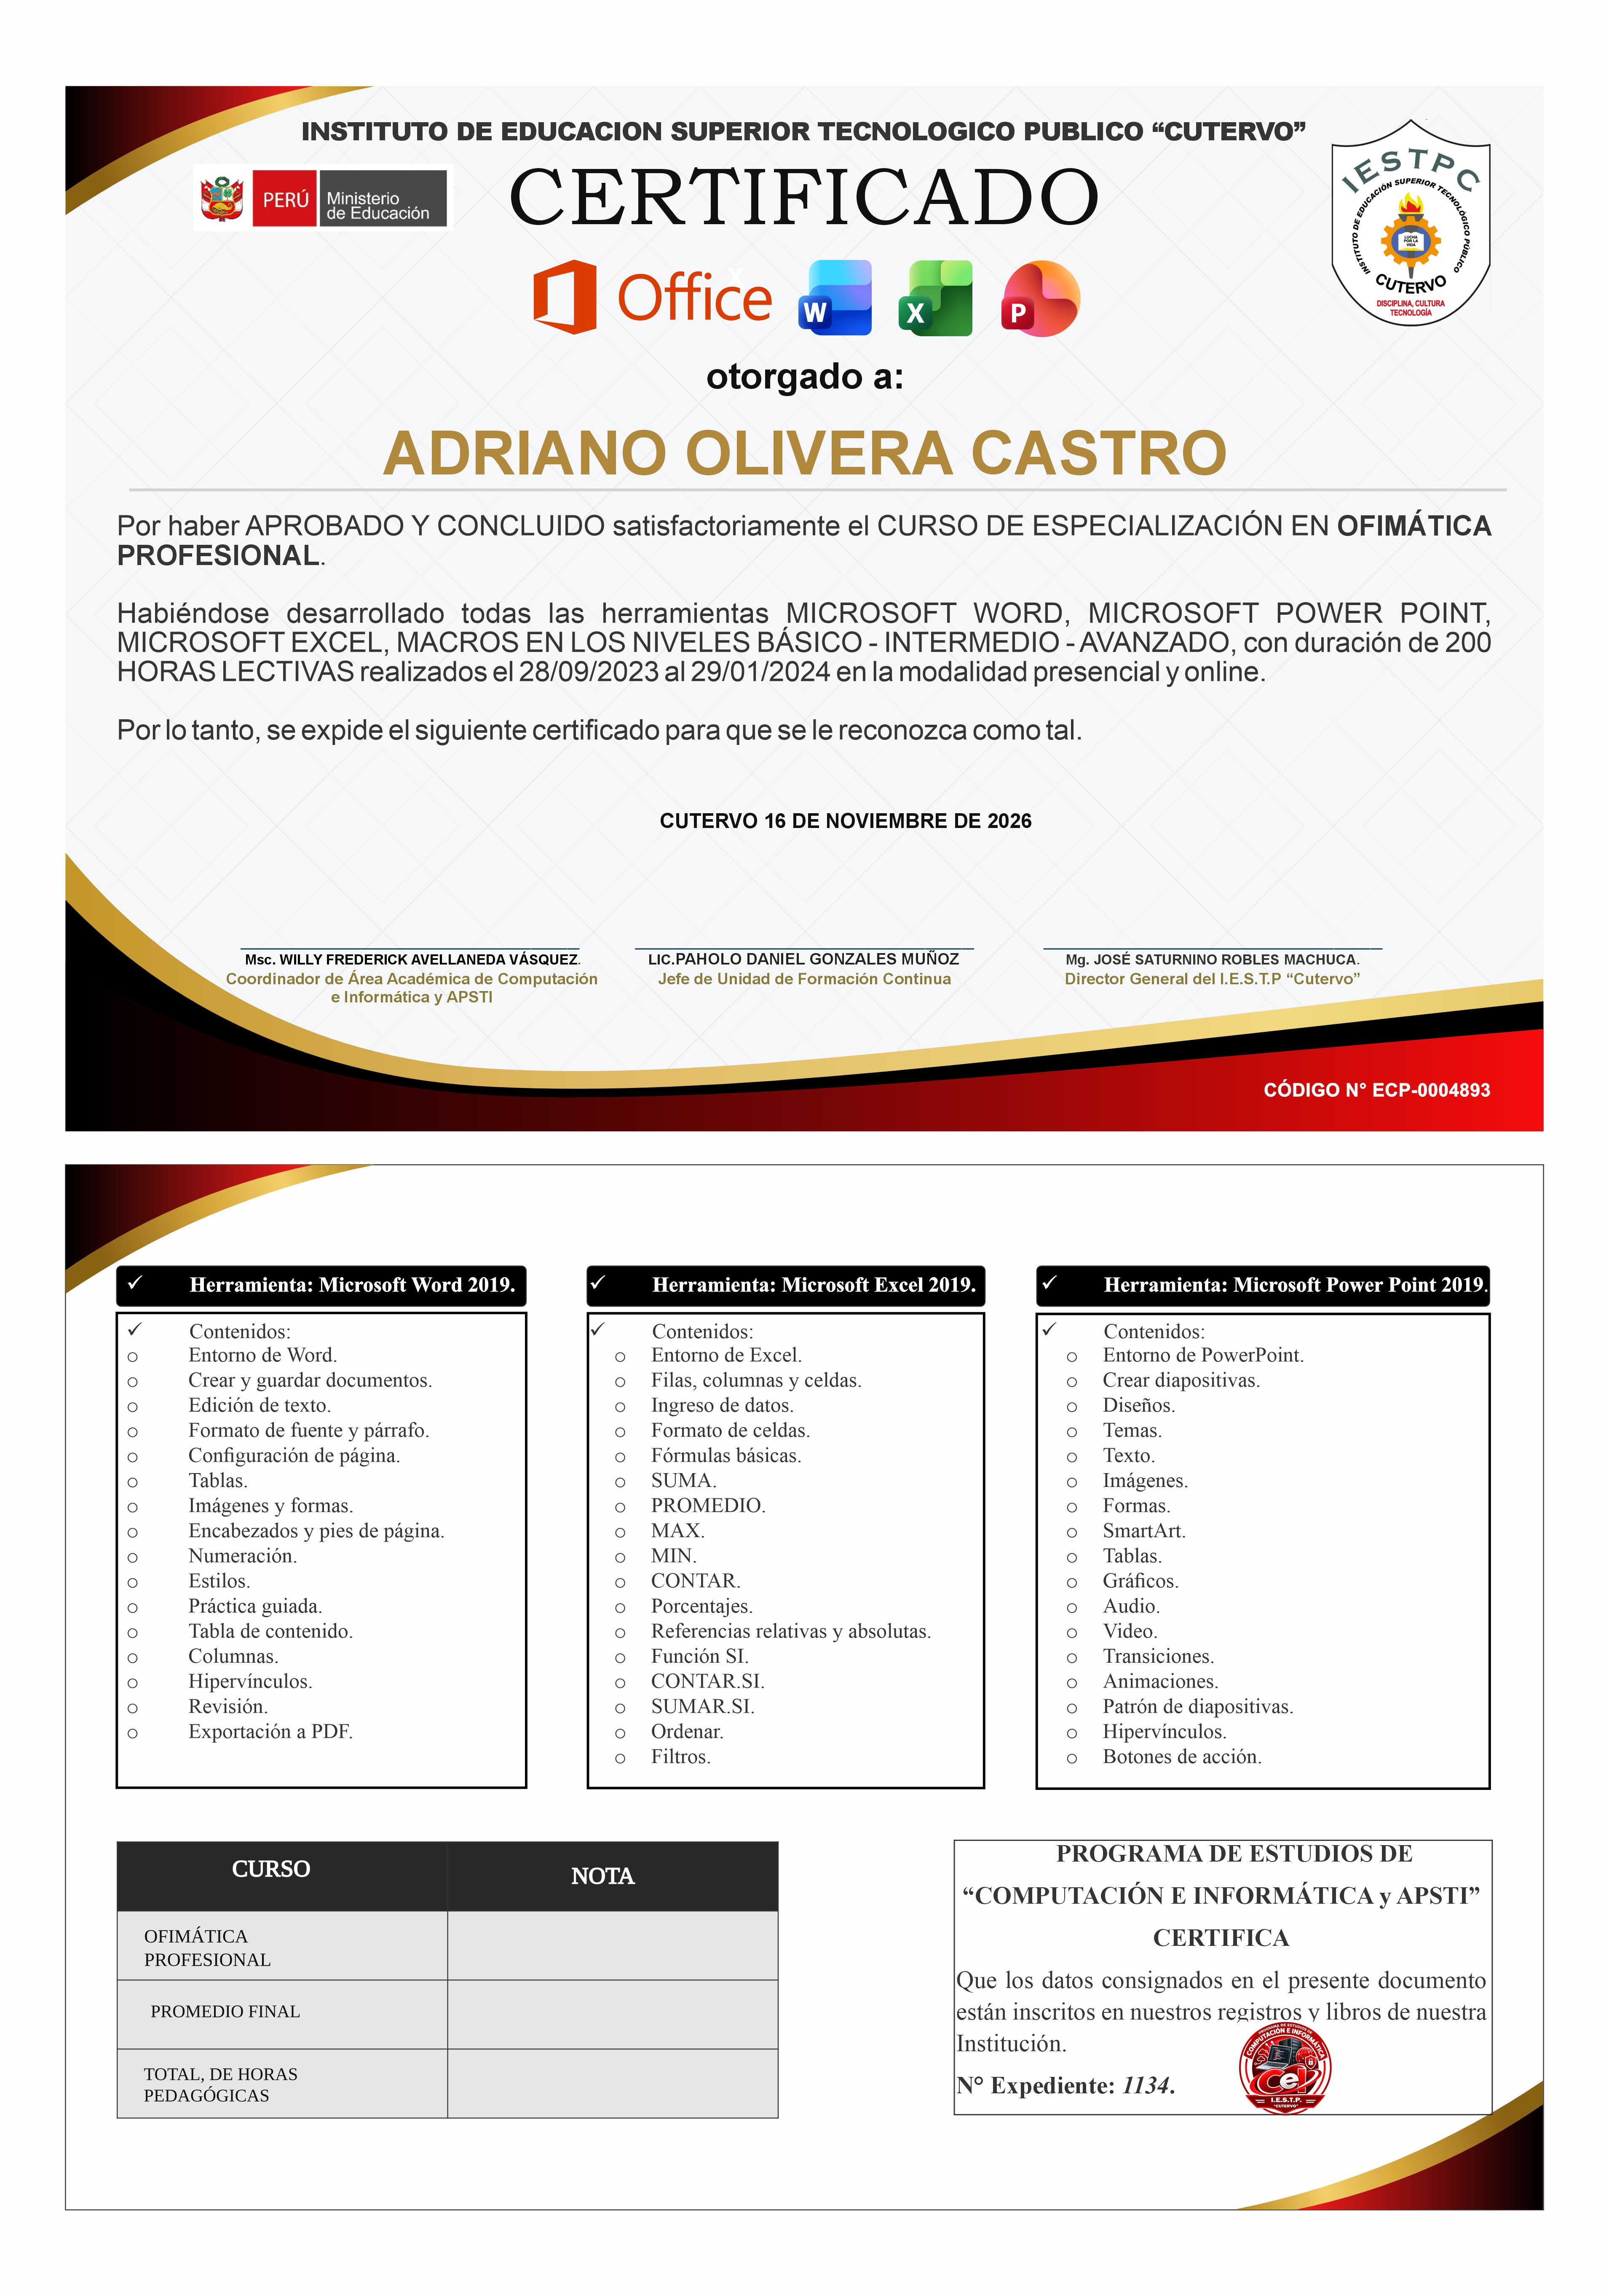 INSTITUTO DE EDUCACION SUPERIOR TECNOLOGICO PUBLICO “CUTERVO”
PERÚ
Ministerio
de Educación
CERTIFICADO
IESTPC
INSTITUTO DE EDUCACIÓN SUPERIOR TECNOLÓGICO PÚBLICO
LUCHA
POR LA
VIDA
CUTERVO
DISCIPLINA, CULTURA
TECNOLOGÍA
Office
W
X
P
otorgado a:
ADRIANO OLIVERA CASTRO
Por haber APROBADO Y CONCLUIDO satisfactoriamente el CURSO DE ESPECIALIZACIÓN EN OFIMÁTICA
PROFESIONAL.
Habiéndose desarrollado todas las herramientas MICROSOFT WORD, MICROSOFT POWER POINT,
MICROSOFT EXCEL, MACROS EN LOS NIVELES BÁSICO - INTERMEDIO - AVANZADO, con duración de 200
HORAS LECTIVAS realizados el 28/09/2023 al 29/01/2024 en la modalidad presencial y online.
Por lo tanto, se expide el siguiente certificado para que se le reconozca como tal.
CUTERVO 16 DE NOVIEMBRE DE 2026
Msc. WILLY FREDERICK AVELLANEDA VÁSQUEZ.
Coordinador de Área Académica de Computación
e Informática y APSTI
LIC.PAHOLO DANIEL GONZALES MUÑOZ
Jefe de Unidad de Formación Continua
Mg. JOSÉ SATURNINO ROBLES MACHUCA.
Director General del I.E.S.T.P “Cutervo”
CÓDIGO N° ECP-0004893
Herramienta: Microsoft Word 2019.
Contenidos:
Entorno de Word.
Crear y guardar documentos.
Edición de texto.
Formato de fuente y párrafo.
Configuración de página.
Tablas.
Imágenes y formas.
Encabezados y pies de página.
Numeración.
Estilos.
Práctica guiada.
Tabla de contenido.
Columnas.
Hipervínculos.
Revisión.
Exportación a PDF.
Herramienta: Microsoft Excel 2019.
Contenidos:
Entorno de Excel.
Filas, columnas y celdas.
Ingreso de datos.
Formato de celdas.
Fórmulas básicas.
SUMA.
PROMEDIO.
MAX.
MIN.
CONTAR.
Porcentajes.
Referencias relativas y absolutas.
Función SI.
CONTAR.SI.
SUMAR.SI.
Ordenar.
Filtros.
Herramienta: Microsoft Power Point 2019.
Contenidos:
Entorno de PowerPoint.
Crear diapositivas.
Diseños.
Temas.
Texto.
Imágenes.
Formas.
SmartArt.
Tablas.
Gráficos.
Audio.
Video.
Transiciones.
Animaciones.
Patrón de diapositivas.
Hipervínculos.
Botones de acción.
CURSO
NOTA
OFIMÁTICA
PROFESIONAL
PROMEDIO FINAL
TOTAL, DE HORAS
PEDAGÓGICAS
PROGRAMA DE ESTUDIOS DE
“COMPUTACIÓN E INFORMÁTICA y APSTI”
CERTIFICA
Que los datos consignados en el presente documento
están inscritos en nuestros registros y libros de nuestra
Institución.
N° Expediente: 1134.
PROGRAMA DE ESTUDIOS DE
COMPUTACIÓN E INFORMÁTICA
CeI
I.E.S.T.P.
"CUTERVO"